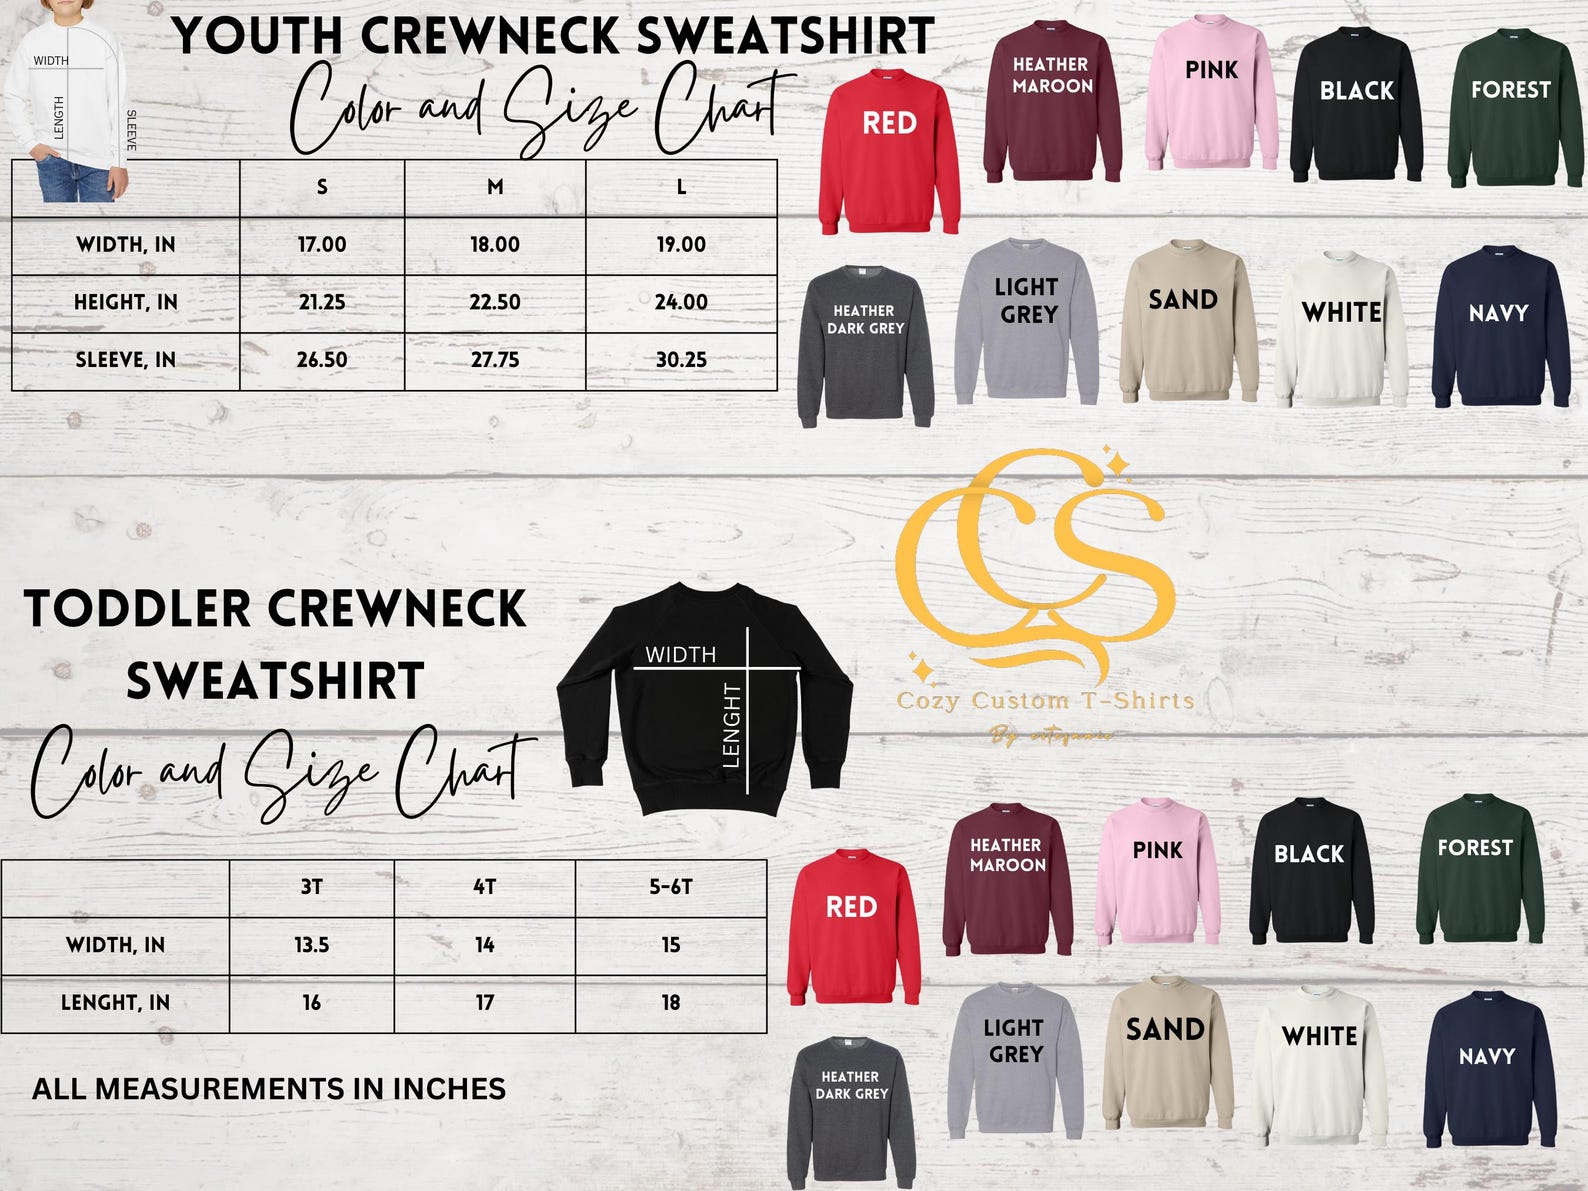 YOUTH CREWNECK SWEATSHIRT
Color and Size Chart
WIDTH
LENGTH
SLEEVE
S M L
WIDTH, IN 17.00 18.00 19.00
HEIGHT, IN 21.25 22.50 24.00
SLEEVE, IN 26.50 27.75 30.25
RED
HEATHER
MAROON
PINK
BLACK
FOREST
HEATHER
DARK GREY
LIGHT
GREY
SAND
WHITE
NAVY
CCS
Cozy Custom T-Shirts
By
TODDLER CREWNECK
SWEATSHIRT
Color and Size Chart
WIDTH
LENGHT
3T 4T 5-6T
WIDTH, IN 13.5 14 15
LENGHT, IN 16 17 18
ALL MEASUREMENTS IN INCHES
RED
HEATHER
MAROON
PINK
BLACK
FOREST
HEATHER
DARK GREY
LIGHT
GREY
SAND
WHITE
NAVY